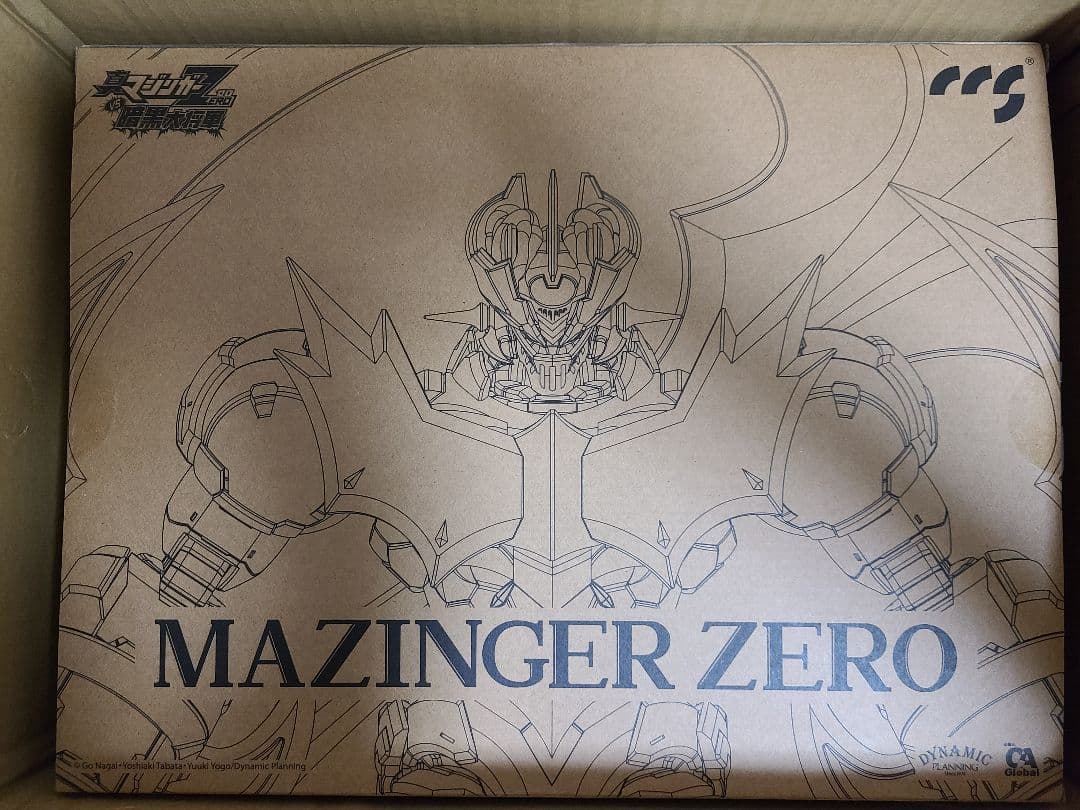 真マジンガーZERO
VS
暗黒大将軍
CCS®
MAZINGER ZERO
© Go Nagai・Yoshiaki Tabata・Yuuki Yogo/Dynamic Planning
DYNAMIC
PLANNING
CA
Global